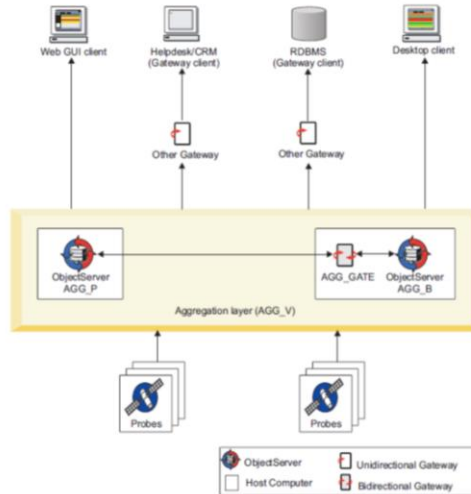 Web GUI client
Helpdesk/CRM
(Gateway client)
RDBMS
(Gateway client)
Desktop client
Other Gateway
Other Gateway
ObjectServer
AGG_P
AGG_GATE
ObjectServer
AGG_B
Aggregation layer (AGG_V)
Probes
Probes
ObjectServer
Unidirectional Gateway
Host Computer
Bidirectional Gateway